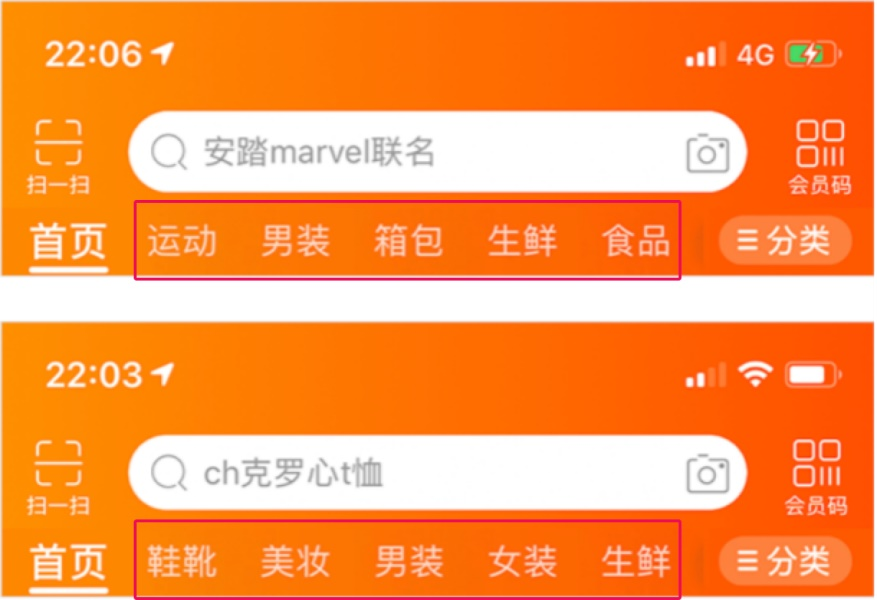 22:06 4G
安踏marvel联名
扫一扫 会员码
首页 运动 男装 箱包 生鲜 食品 分类
22:03
ch克罗心t恤
扫一扫 会员码
首页 鞋靴 美妆 男装 女装 生鲜 分类